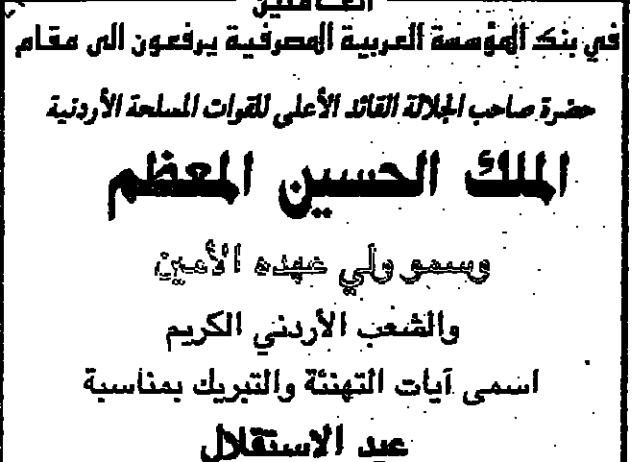 العاملين
في بنك المؤسسة العربية المصرفية يرفعون الى مقام
حضرة صاحب الجلالة القائد الأعلى للقوات المسلحة الأردنية
الملك الحسين المعظم
وسمو ولي عهده الأمين
والشعب الأردني الكريم
اسمى آيات التهنئة والتبريك بمناسبة
عيد الاستقلال